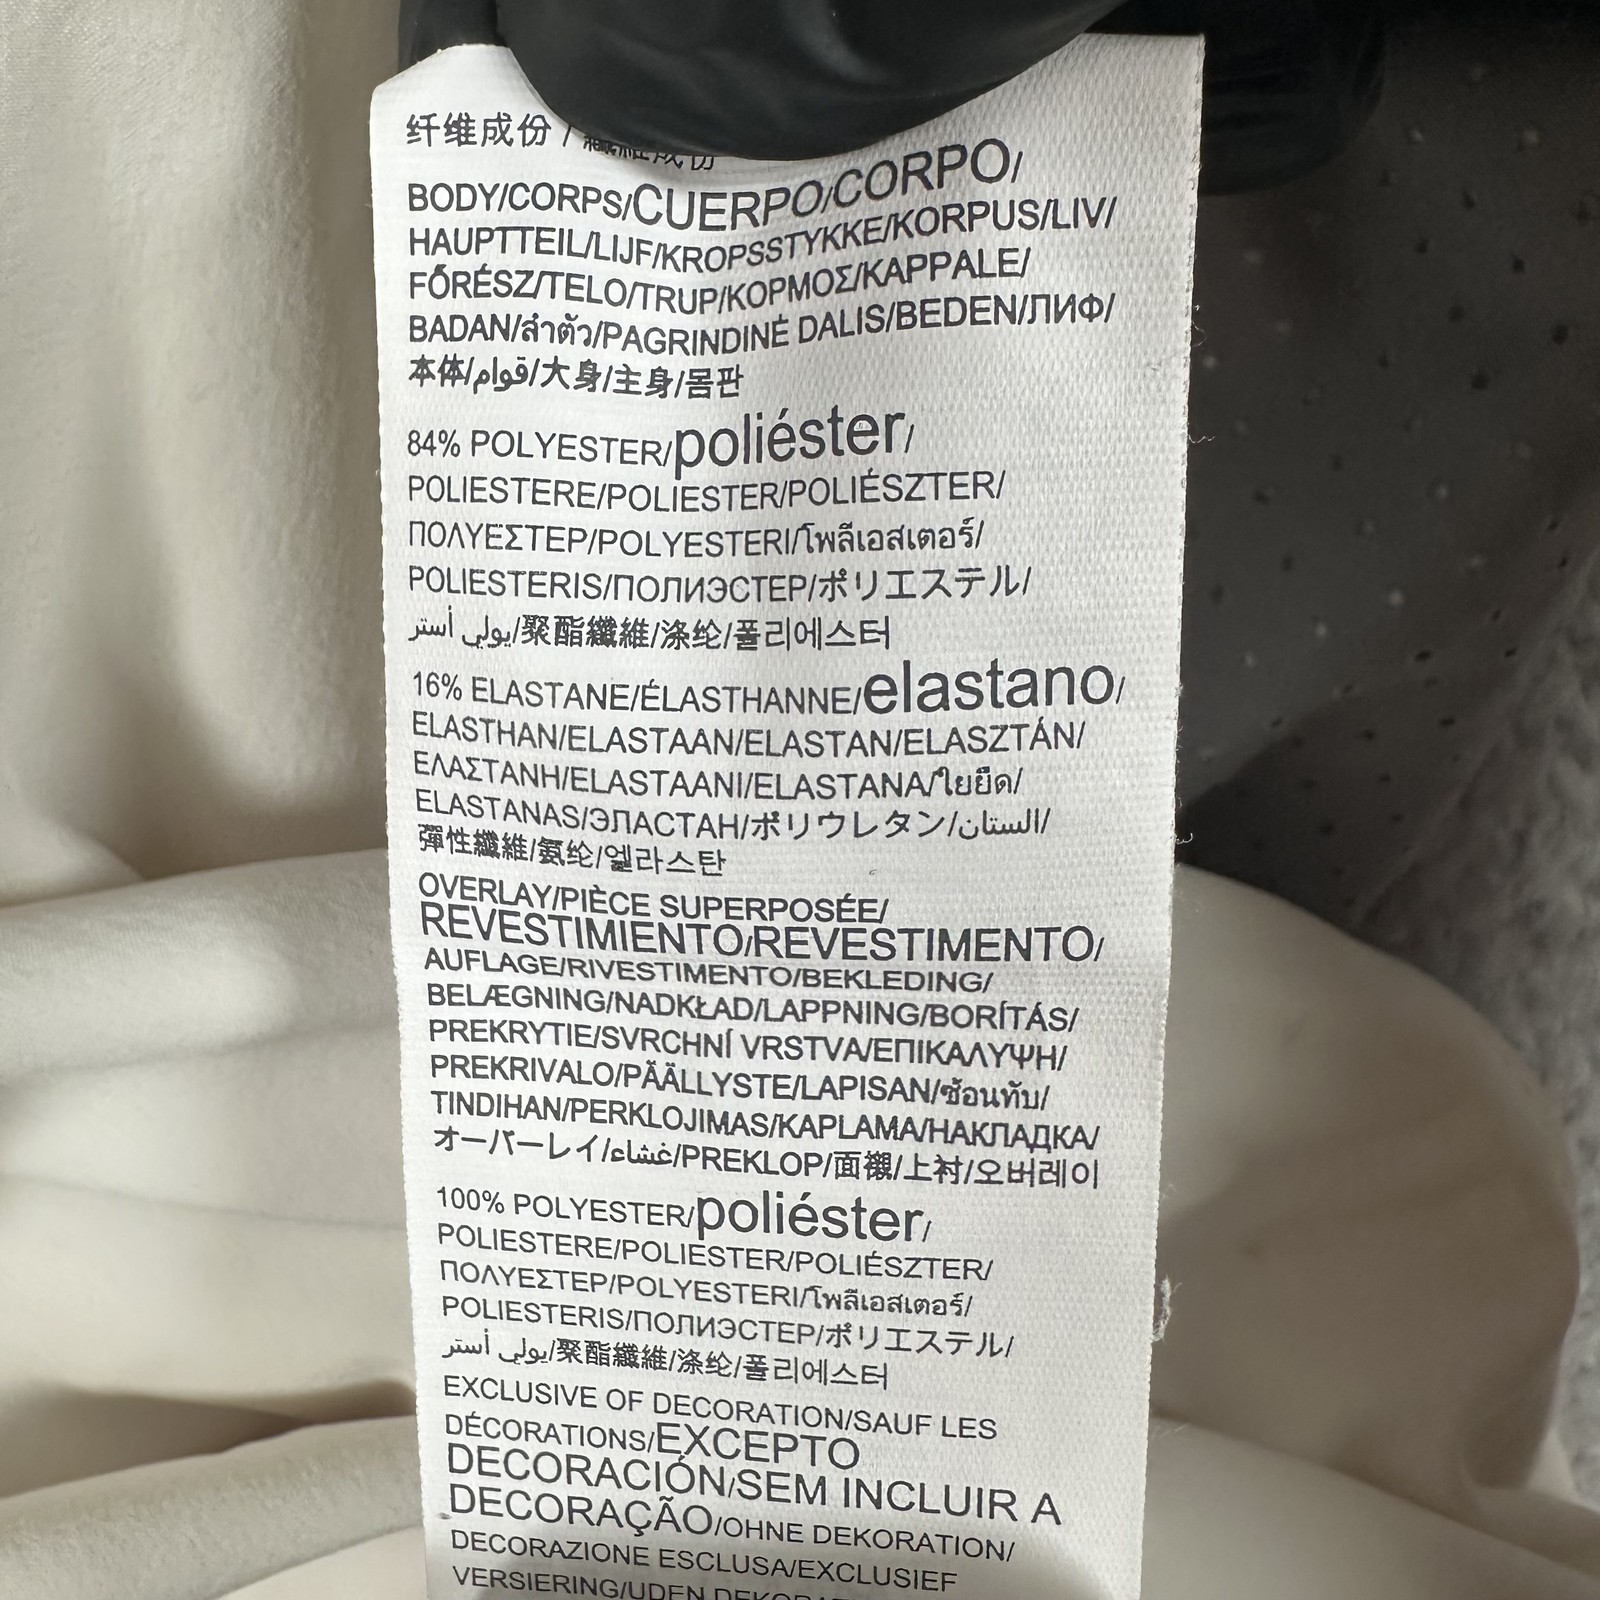 纤维成份 / 纖維成份
BODY/CORPS/CUERPO/CORPO/
HAUPTTEIL/LIJF/KROPSSTYKKE/KORPUS/LIV/
FŐRÉSZ/TELO/TRUP/ΚΟΡΜΟΣ/KAPPALE/
BADAN/ลำตัว/PAGRINDINĖ DALIS/BEDEN/ЛИФ/
本体/قوام/大身/主身/몸판
84% POLYESTER/poliéster/
POLIESTERE/POLIESTER/POLIÉSZTER/
ΠΟΛΥΕΣΤΕΡ/POLYESTERI/โพลีเอสเตอร์/
POLIESTERIS/ПОЛИЭСТЕР/ポリエステル/
يولي أستر/聚酯纖維/涤纶/폴리에스터
16% ELASTANE/ÉLASTHANNE/elastano/
ELASTHAN/ELASTAAN/ELASTAN/ELASZTÁN/
ΕΛΑΣΤΑΝΗ/ELASTAANI/ELASTANA/ใยยืด/
ELASTANAS/ЭЛАСТАН/ポリウレタン/الستان/
彈性纖維/氨纶/엘라스탄
OVERLAY/PIÈCE SUPERPOSÉE/
REVESTIMIENTO/REVESTIMENTO/
AUFLAGE/RIVESTIMENTO/BEKLEDING/
BELÆGNING/NADKŁAD/LAPPNING/BORÍTÁS/
PREKRYTIE/SVRCHNÍ VRSTVA/ΕΠΙΚΑΛΥΨΗ/
PREKRIVALO/PÄÄLLYSTE/LAPISAN/ซ้อนทับ/
TINDIHAN/PERKLOJIMAS/KAPLAMA/НАКЛАДКА/
オーバーレイ/غشاء/PREKLOP/面襯/上衬/오버레이
100% POLYESTER/poliéster/
POLIESTERE/POLIESTER/POLIÉSZTER/
ΠΟΛΥΕΣΤΕΡ/POLYESTERI/โพลีเอสเตอร์/
POLIESTERIS/ПОЛИЭСТЕР/ポリエステル/
يولي أستر/聚酯纖維/涤纶/폴리에스터
EXCLUSIVE OF DECORATION/SAUF LES
DÉCORATIONS/EXCEPTO
DECORACIÓN/SEM INCLUIR A
DECORAÇÃO/OHNE DEKORATION/
DECORAZIONE ESCLUSA/EXCLUSIEF
VERSIERING/UDEN